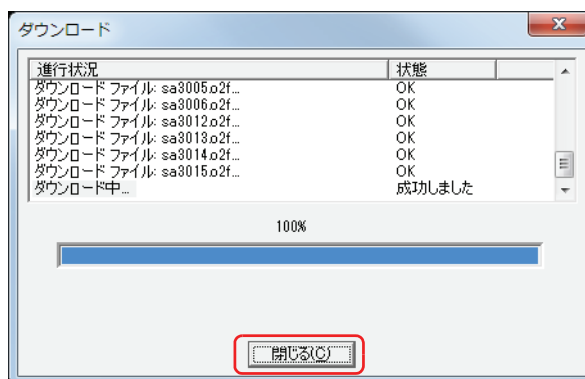 ダウンロード
進行状況 状態
ダウンロード ファイル: sa3005.o2f... OK
ダウンロード ファイル: sa3006.o2f... OK
ダウンロード ファイル: sa3012.o2f... OK
ダウンロード ファイル: sa3013.o2f... OK
ダウンロード ファイル: sa3014.o2f... OK
ダウンロード ファイル: sa3015.o2f... OK
ダウンロード中... 成功しました
100%
閉じる(C)